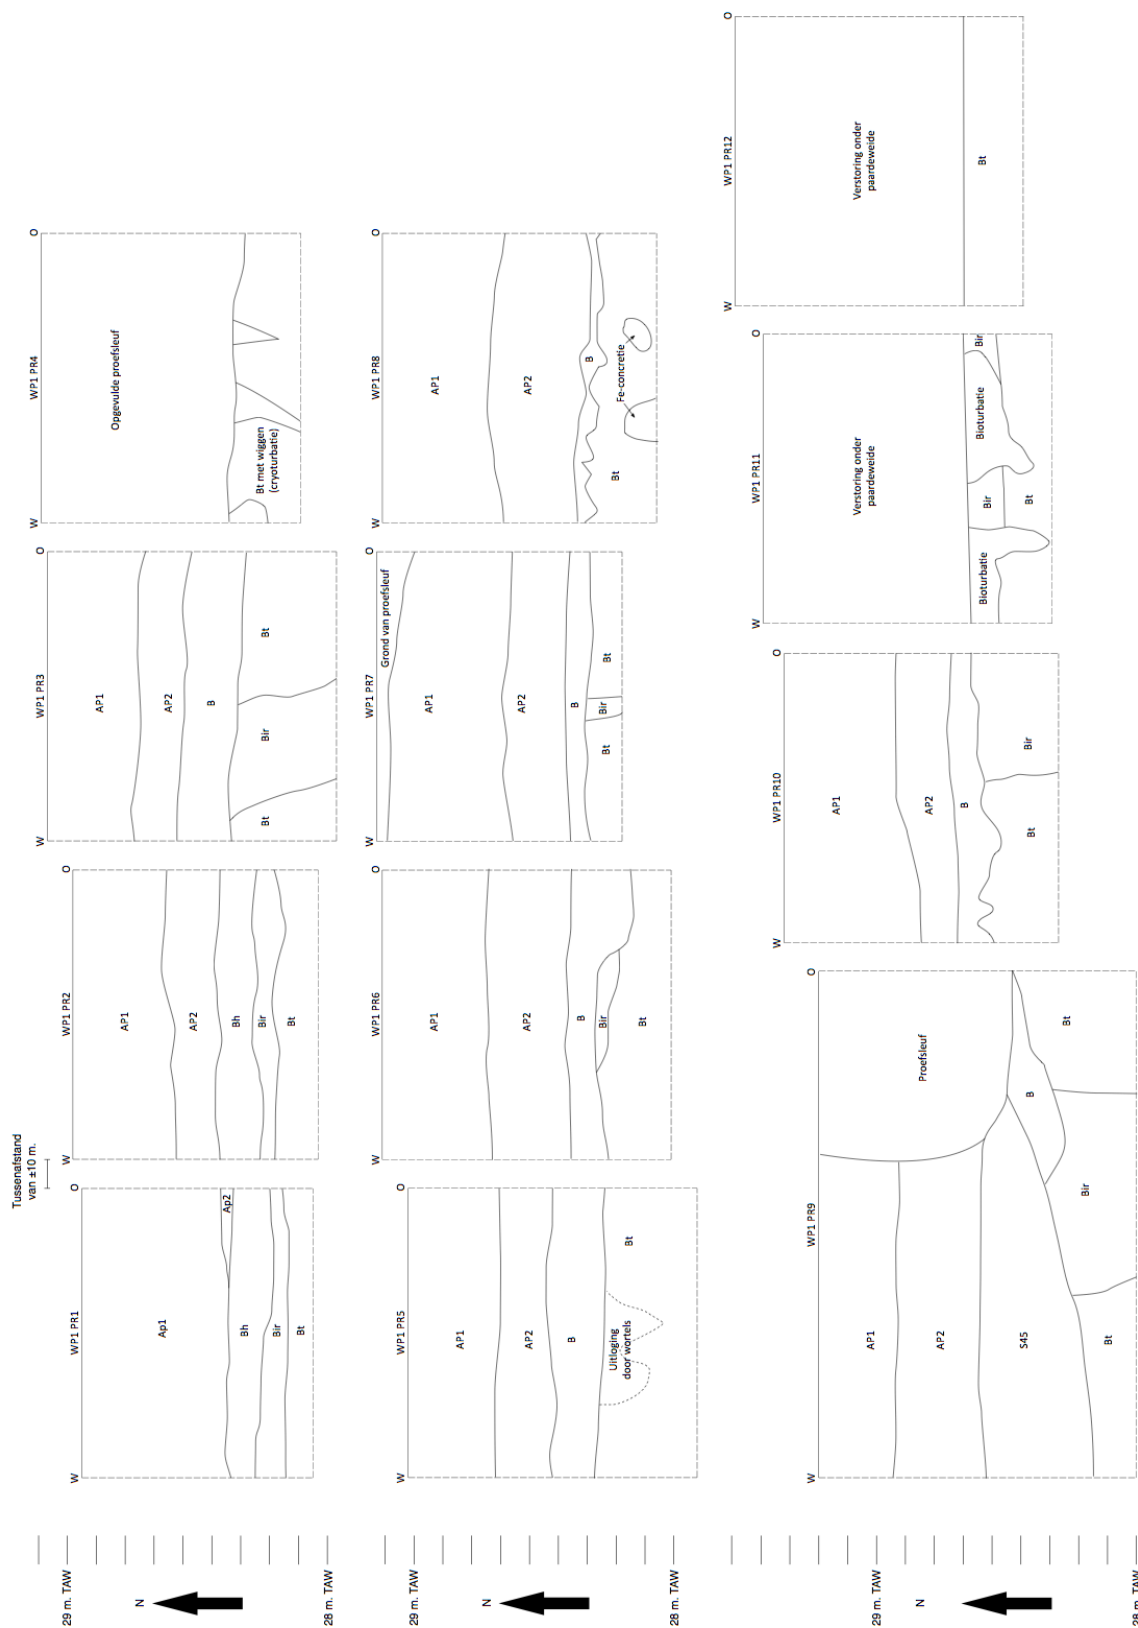 Tussenafstand
van ±10 m.
29 m. TAW
N
28 m. TAW
WP1 PR1
W
O
Ap1
Ap2
Bh
Bir
Bt
WP1 PR2
W
O
AP1
AP2
Bh
Bir
Bt
WP1 PR3
W
O
AP1
AP2
B
Bt
Bir
Bt
WP1 PR4
W
O
Opgevulde proefsleuf
Bt met wiggen
(cryoturbatie)
29 m. TAW
N
28 m. TAW
WP1 PR5
W
O
AP1
AP2
B
Uitloging
door wortels
Bt
WP1 PR6
W
O
AP1
AP2
B
Bir
Bt
WP1 PR7
W
O
Grond van proefsleuf
AP1
AP2
B
Bt
Bir
Bt
WP1 PR8
W
O
AP1
AP2
B
Bt
Fe-concretie
29 m. TAW
N
28 m. TAW
WP1 PR9
W
O
AP1
Proefsleuf
AP2
S45
B
Bt
Bir
Bt
WP1 PR10
W
O
AP1
AP2
B
Bt
Bir
WP1 PR11
W
O
Verstoring onder
paardeweide
Bioturbatie
Bir
Bioturbatie
Bir
Bt
WP1 PR12
W
O
Verstoring onder
paardeweide
Bt